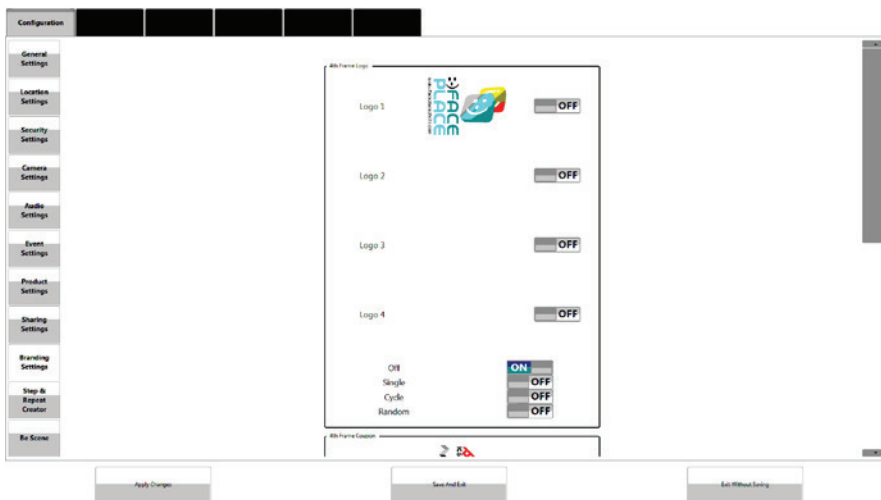 Configuration
General
Settings
Location
Settings
Security
Settings
Camera
Settings
Audio
Settings
Event
Settings
Product
Settings
Sharing
Settings
Branding
Settings
Step &
Repeat
Creator
Be Scene
4th Frame Logo
Logo 1
FACE
PLACE
OFF
Logo 2
OFF
Logo 3
OFF
Logo 4
OFF
Off
ON
Single
OFF
Cycle
OFF
Random
OFF
4th Frame Coupon
Apply Changes
Save And Exit
Exit Without Saving